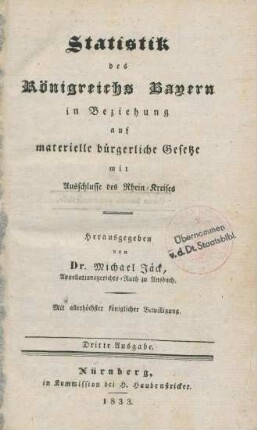 Statistik
des
Königreichs Bayern
in Beziehung
auf
materielle bürgerliche Gesetze
mit
Ausschlusse des Rhein-Kreises
Herausgegeben
von
Dr. Michael Jäck,
Appellationsgerichts-Rath zu Ansbach.
Mit allerhöchster königlicher Bewilligung.
Dritte Ausgabe.
Nürnberg,
in Kommission bei H. Haubenstricker.
1833.
Übernommen
v.d. Dt. Staatsbibl.